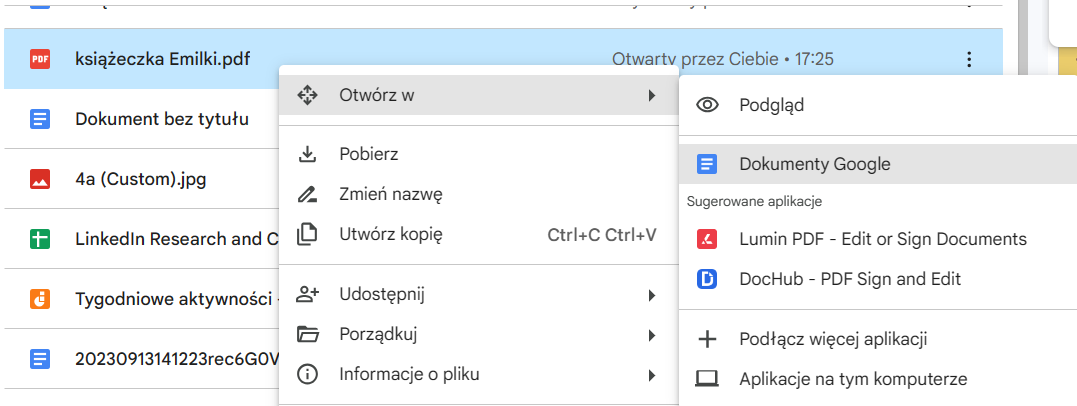 książeczka Emilki.pdf
Otwarty przez Ciebie • 17:25
Otwórz w
Podgląd
Dokument bez tytułu
Pobierz
Dokumenty Google
4a (Custom).jpg
Zmień nazwę
Sugerowane aplikacje
LinkedIn Research and C
Utwórz kopię
Ctrl+C Ctrl+V
Lumin PDF - Edit or Sign Documents
DocHub - PDF Sign and Edit
Tygodniowe aktywności -
Udostępnij
Porządkuj
Podłącz więcej aplikacji
20230913141223rec6G0V
Informacje o pliku
Aplikacje na tym komputerze